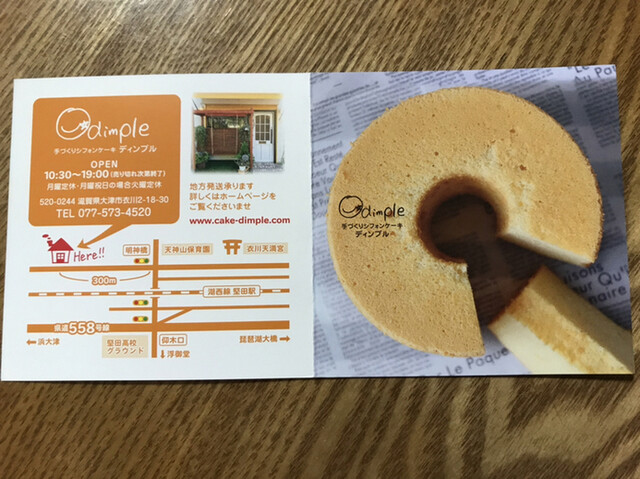 dimple
手づくりシフォンケーキ ディンプル
OPEN
10:30～19:00(売り切れ次第終了)
月曜定休・月曜祝日の場合火曜定休
520-0244 滋賀県大津市衣川2-18-30
TEL 077-573-4520
地方発送承ります
詳しくはホームページを
ご覧くださいませ
www.cake-dimple.com
Here!!
明神橋
天神山保育園
衣川天満宮
300m
湖西線 堅田駅
県道558号線
←浜大津
堅田高校
グラウンド
仰木口
↓浮御堂
琵琶湖大橋→
dimple
手づくりシフォンケーキ
ディンプル
Au Pa
Le Paque